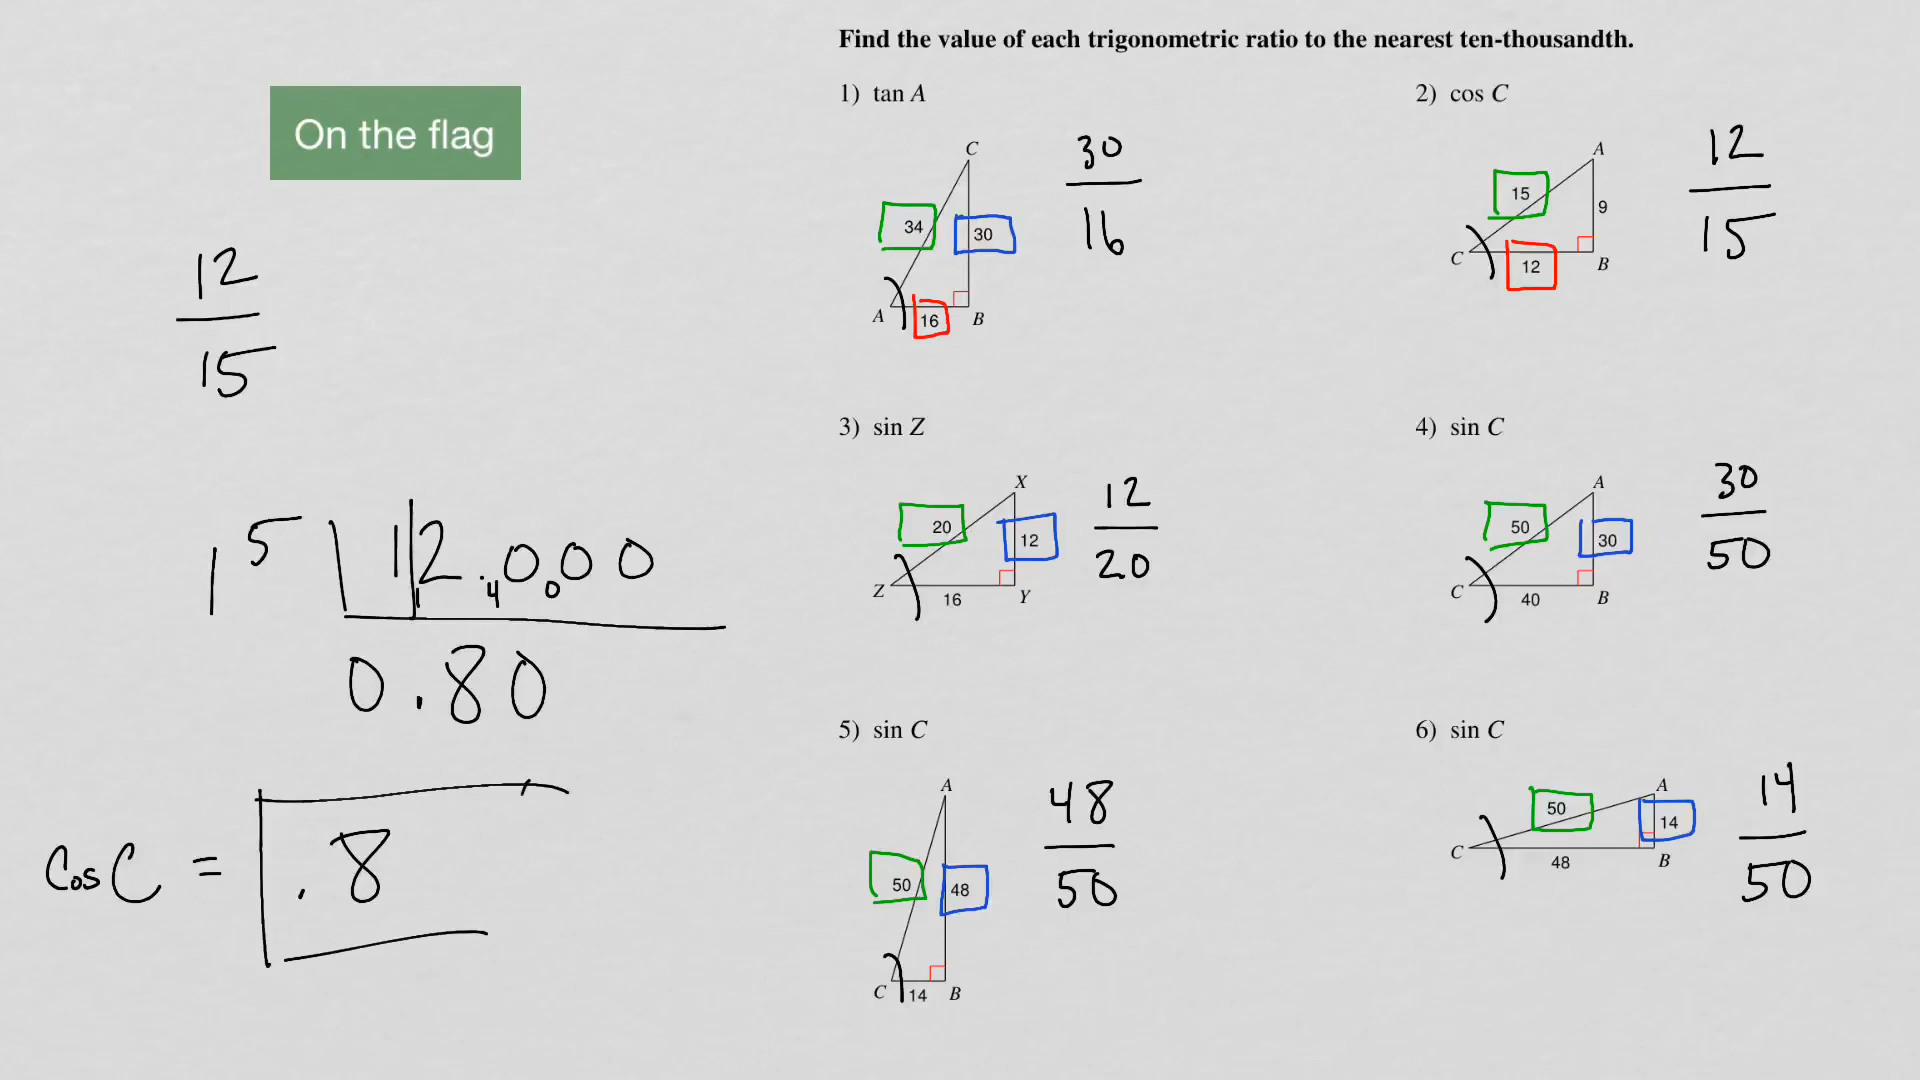 Find the value of each trigonometric ratio to the nearest ten-thousandth.
On the flag
12
15
15 12.000
4 0
0.80
cos C = .8
1) tan A
C
34
30
A
16
B
30
16
2) cos C
A
15
9
C
12
B
12
15
3) sin Z
X
20
12
Z
16
Y
12
20
4) sin C
A
50
30
C
40
B
30
50
5) sin C
A
50
48
C
14
B
48
50
6) sin C
A
50
14
C
48
B
14
50